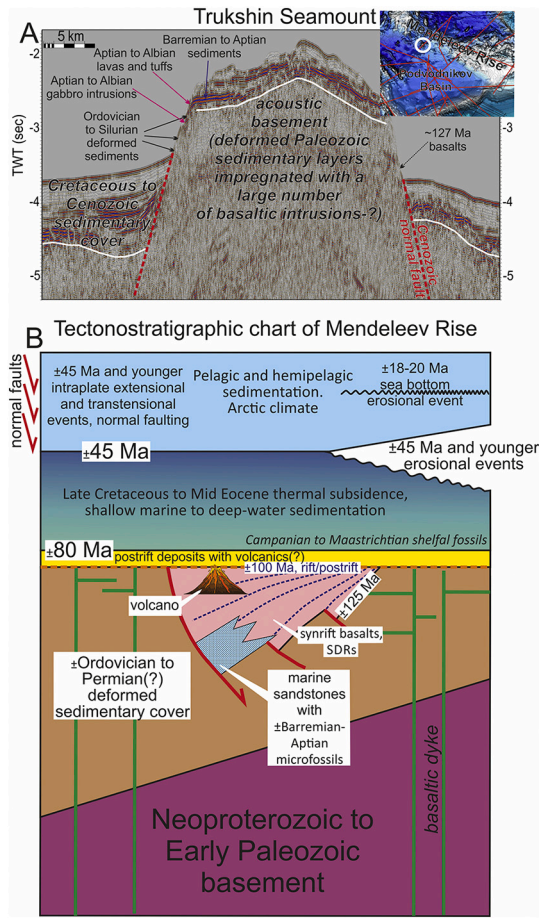 Trukshin Seamount
A
5 km
Barremian to Aptian
sediments
Aptian to Albian
lavas and tuffs
Aptian to Albian
gabbro intrusions
Ordovician
to Silurian
deformed
sediments
Mendeleev Rise
Podvodnikov
Basin
-2
-3
-4
-5
TWT (sec)
-3
-4
-5
acoustic
basement
(deformed Paleozoic
sedimentary layers
impregnated with a
large number
of basaltic intrusions-?)
~127 Ma
basalts
Cretaceous to
Cenozoic
sedimentary
cover
Cenozoic
normal fault
B
Tectonostratigraphic chart of Mendeleev Rise
normal faults
±45 Ma and younger
intraplate extensional
and transtensional
events, normal faulting
Pelagic and hemipelagic
sedimentation.
Arctic climate
±18-20 Ma
sea bottom
erosional event
±45 Ma
±45 Ma and younger
erosional events
Late Cretaceous to Mid Eocene thermal subsidence,
shallow marine to deep-water sedimentation
Campanian to Maastrichtian shelfal fossils
±80 Ma
postrift deposits with volcanics(?)
±100 Ma, rift/postrift
volcano
±125 Ma
synrift basalts,
SDRs
±Ordovician to
Permian(?)
deformed
sedimentary cover
marine
sandstones
with
±Barremian-
Aptian
microfossils
basaltic dyke
Neoproterozoic to
Early Paleozoic
basement